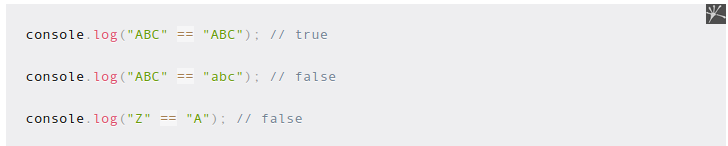 console.log("ABC" == "ABC"); // true
console.log("ABC" == "abc"); // false
console.log("Z" == "A"); // false